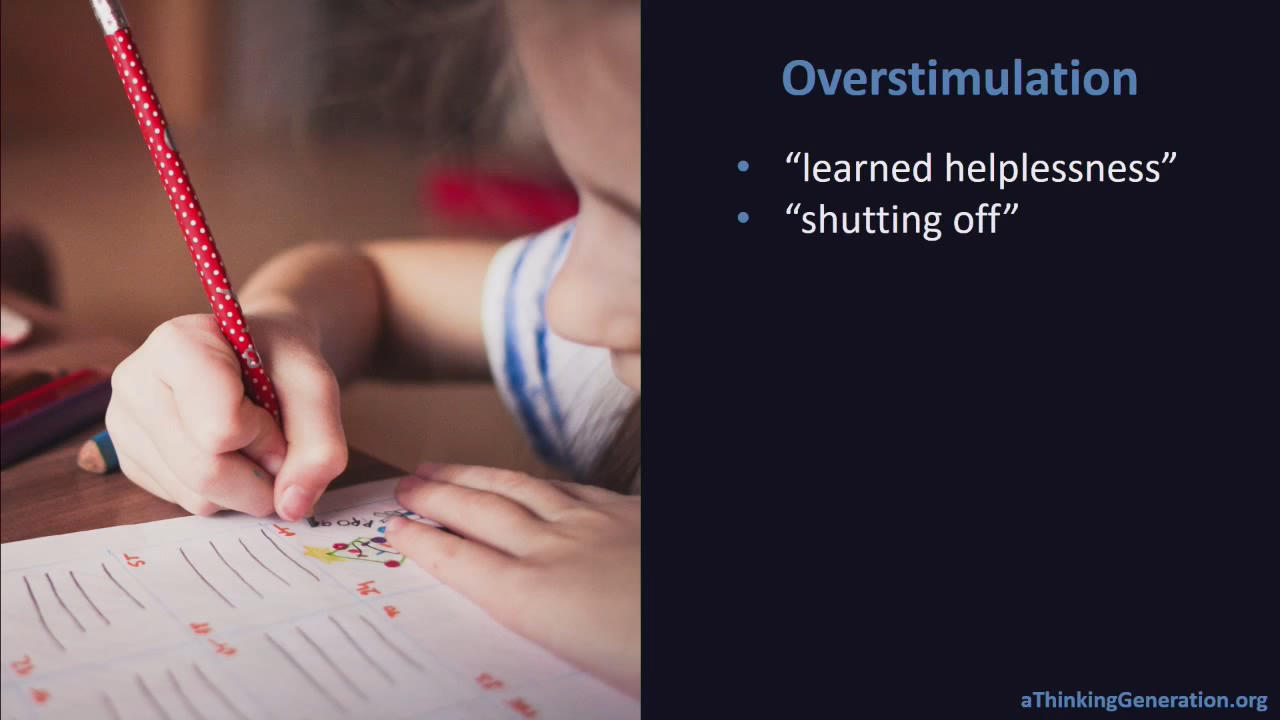 Overstimulation
• “learned helplessness”
• “shutting off”
aThinkingGeneration.org